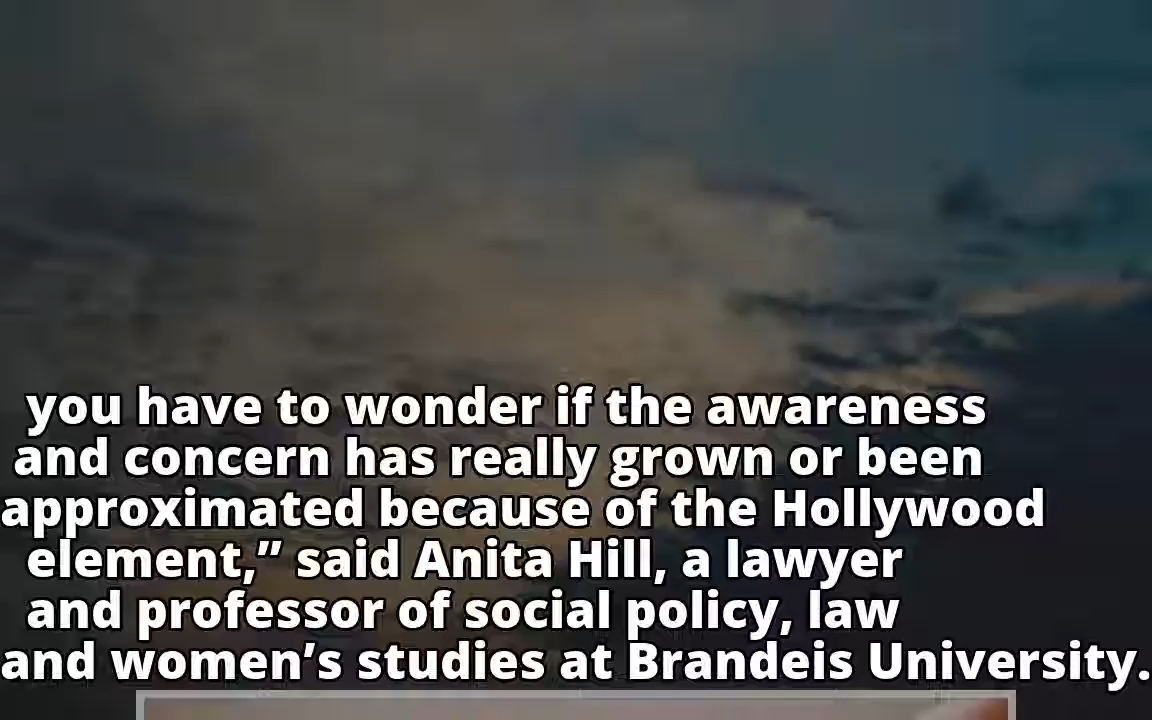 you have to wonder if the awareness
and concern has really grown or been
approximated because of the Hollywood
element,” said Anita Hill, a lawyer
and professor of social policy, law
and women’s studies at Brandeis University.